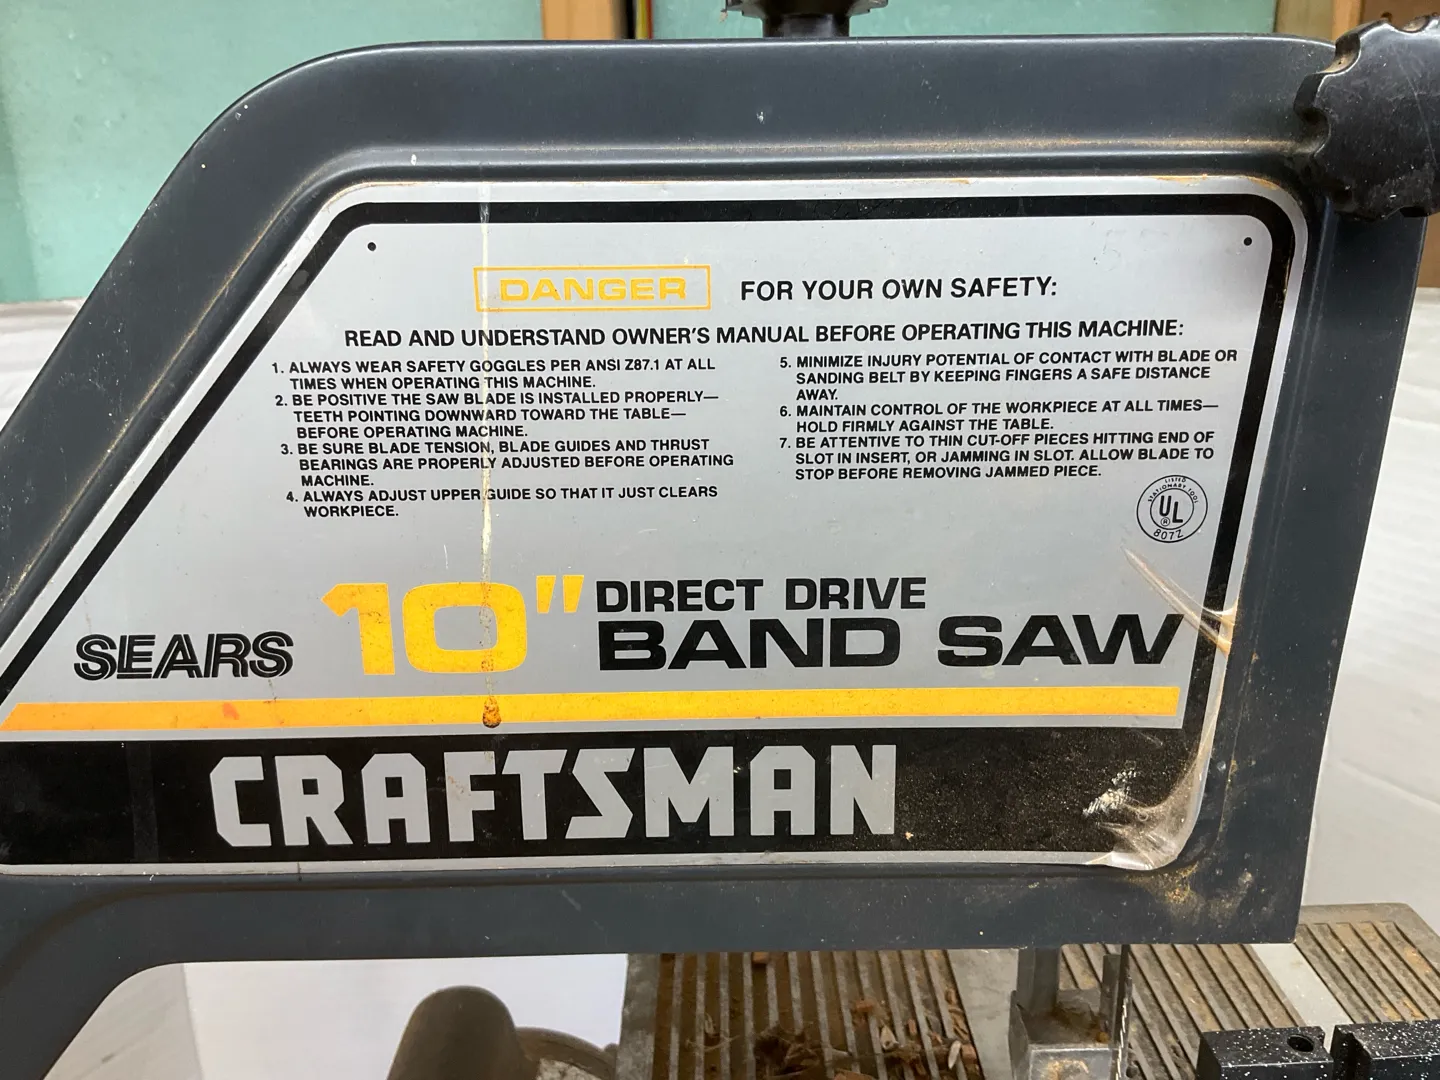 DANGER FOR YOUR OWN SAFETY:
READ AND UNDERSTAND OWNER'S MANUAL BEFORE OPERATING THIS MACHINE:
1. ALWAYS WEAR SAFETY GOGGLES PER ANSI Z87.1 AT ALL
TIMES WHEN OPERATING THIS MACHINE.
2. BE POSITIVE THE SAW BLADE IS INSTALLED PROPERLY—
TEETH POINTING DOWNWARD TOWARD THE TABLE—
BEFORE OPERATING MACHINE.
3. BE SURE BLADE TENSION, BLADE GUIDES AND THRUST
BEARINGS ARE PROPERLY ADJUSTED BEFORE OPERATING
MACHINE.
4. ALWAYS ADJUST UPPER GUIDE SO THAT IT JUST CLEARS
WORKPIECE.
5. MINIMIZE INJURY POTENTIAL OF CONTACT WITH BLADE OR
SANDING BELT BY KEEPING FINGERS A SAFE DISTANCE
AWAY.
6. MAINTAIN CONTROL OF THE WORKPIECE AT ALL TIMES—
HOLD FIRMLY AGAINST THE TABLE.
7. BE ATTENTIVE TO THIN CUT-OFF PIECES HITTING END OF
SLOT IN INSERT, OR JAMMING IN SLOT. ALLOW BLADE TO
STOP BEFORE REMOVING JAMMED PIECE.
LISTED
STATIONARY TOOL
UL
®
807Z
SEARS
10" DIRECT DRIVE
BAND SAW
CRAFTSMAN